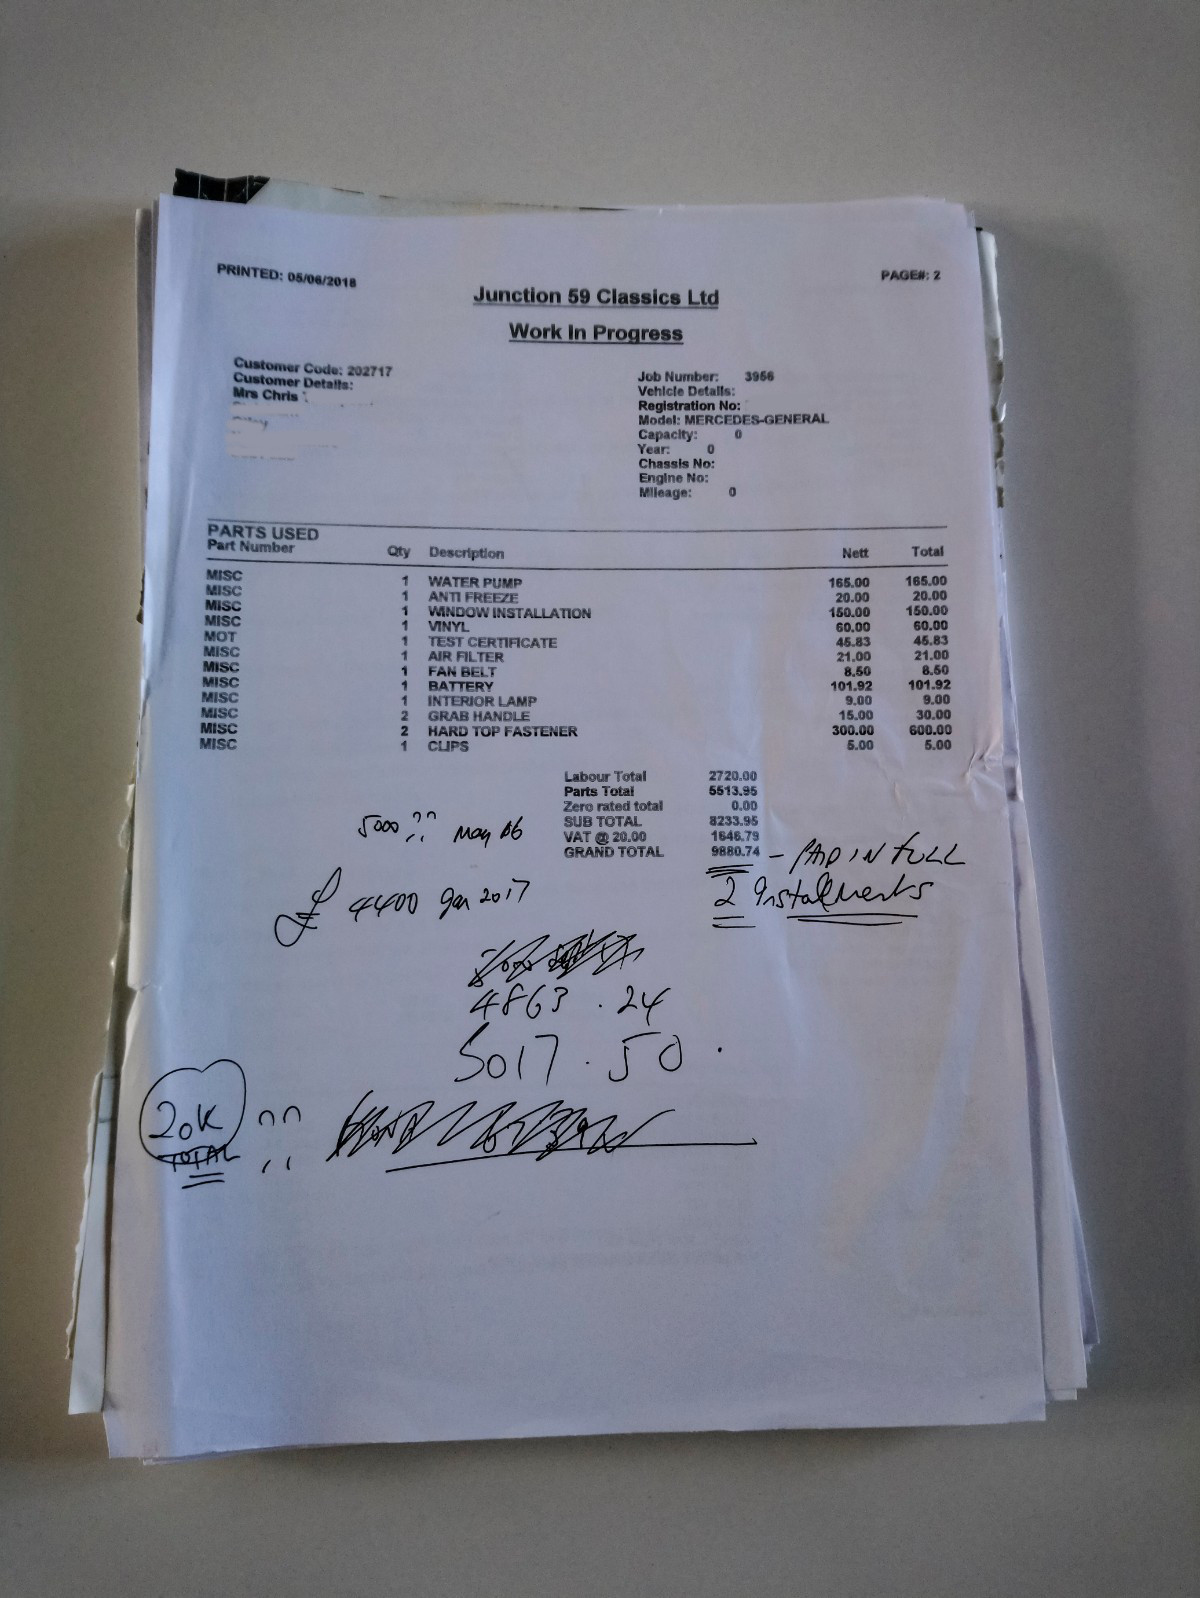 PRINTED: 05/06/2018 PAGE#: 2
Junction 59 Classics Ltd
Work In Progress
Customer Code: 202717
Customer Details:
Mrs Chris
Job Number: 3956
Vehicle Details:
Registration No:
Model: MERCEDES-GENERAL
Capacity: 0
Year: 0
Chassis No:
Engine No:
Mileage: 0
PARTS USED
Part Number Qty Description Nett Total
MISC 1 WATER PUMP 165.00 165.00
MISC 1 ANTI FREEZE 20.00 20.00
MISC 1 WINDOW INSTALLATION 150.00 150.00
MISC 1 VINYL 60.00 60.00
MOT 1 TEST CERTIFICATE 45.83 45.83
MISC 1 AIR FILTER 21.00 21.00
MISC 1 FAN BELT 8.50 8.50
MISC 1 BATTERY 101.92 101.92
MISC 1 INTERIOR LAMP 9.00 9.00
MISC 2 GRAB HANDLE 15.00 30.00
MISC 2 HARD TOP FASTENER 300.00 600.00
MISC 1 CLIPS 5.00 5.00
Labour Total 2720.00
Parts Total 5513.95
Zero rated total 0.00
SUB TOTAL 8233.95
VAT @ 20.00 1646.79
GRAND TOTAL 9880.74 - PAID IN FULL
2 Installments
5000 ?? May 06
£ 4400 Jan 2017
4863.24
5017.50.
20K ??
TOTAL